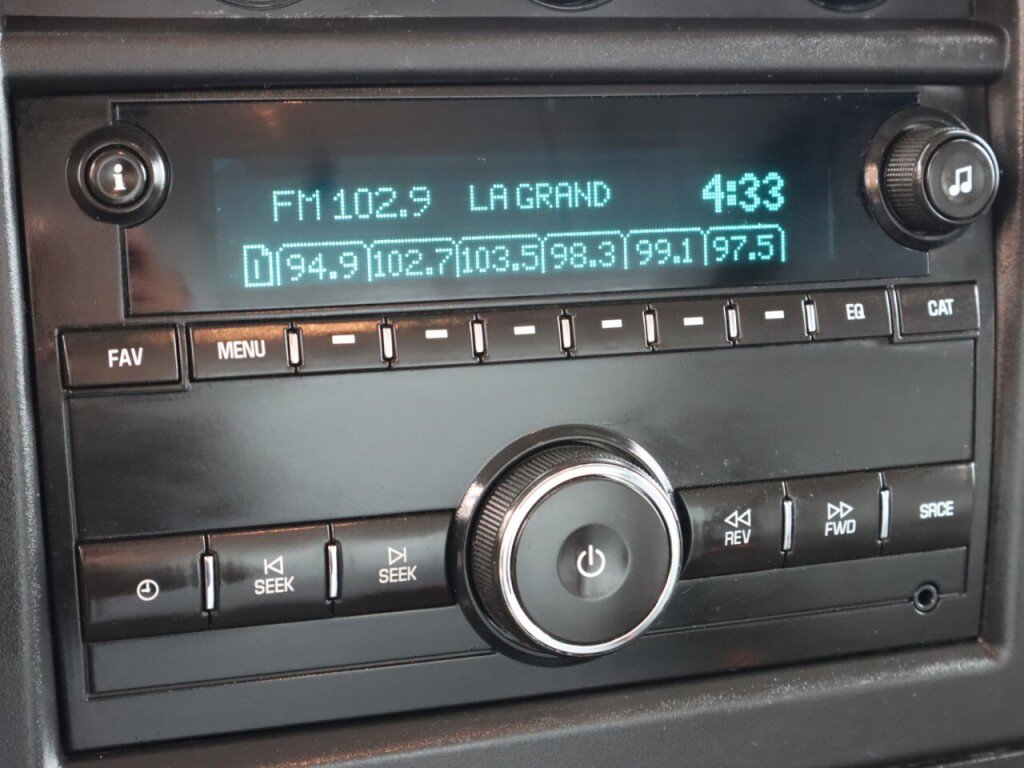 FM 102.9 LA GRAND 4:33
1 94.9 102.7 103.5 98.3 99.1 97.5
FAV MENU EQ CAT
SEEK SEEK REV FWD SRCE